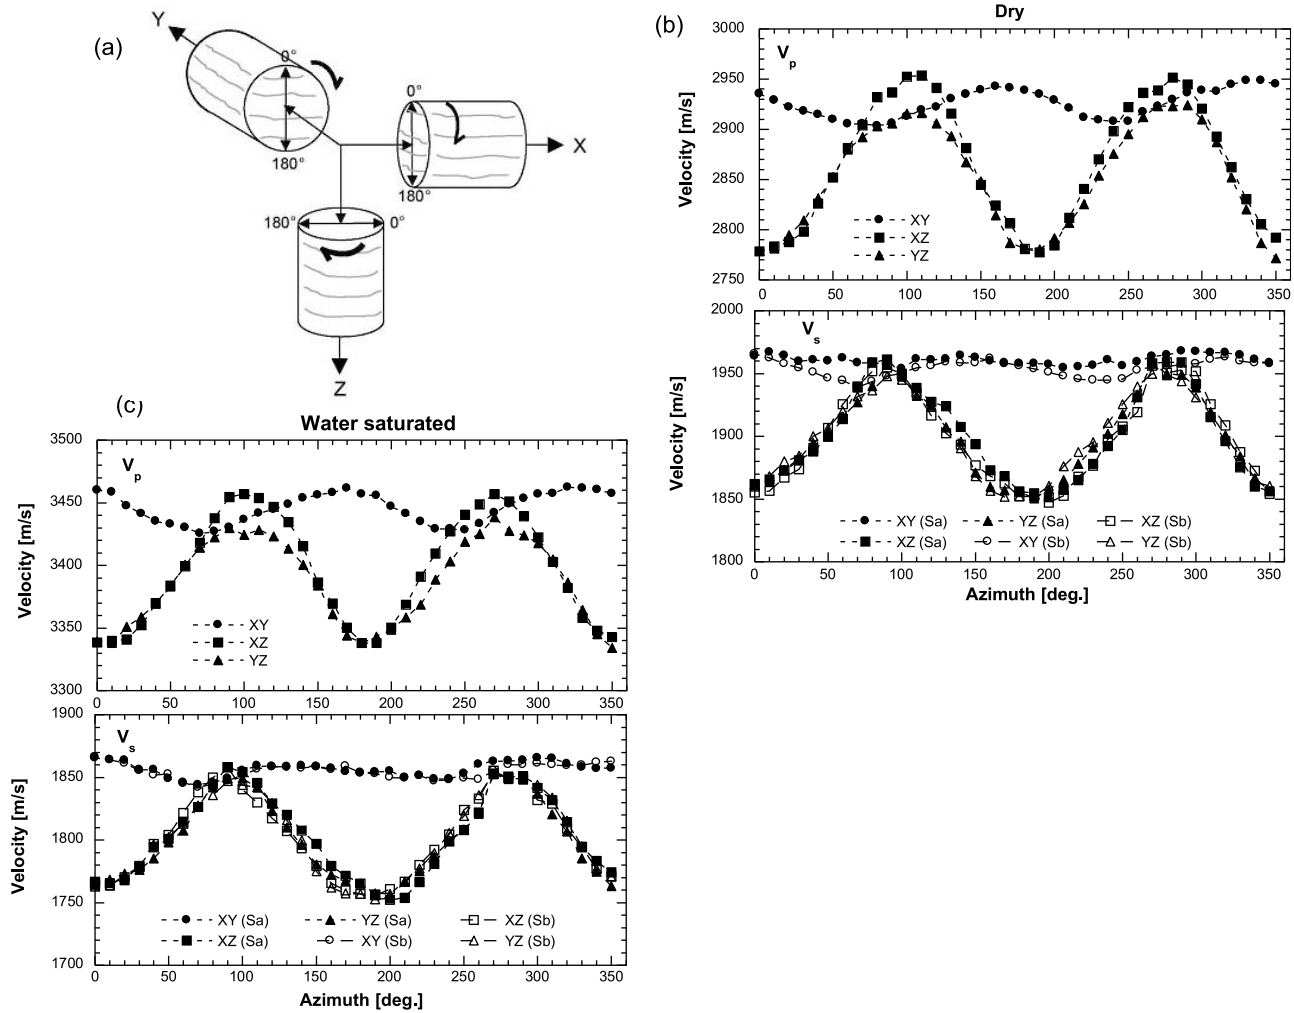 (a)
Y
0°
180°
0°
180°
X
180°
0°
Z
(b)
Dry
Vp
Velocity [m/s]
3000
2950
2900
2850
2800
2750
XY
XZ
YZ
0 50 100 150 200 250 300 350
Vs
Velocity [m/s]
2000
1950
1900
1850
1800
XY (Sa) YZ (Sa) XZ (Sb)
XZ (Sa) XY (Sb) YZ (Sb)
0 50 100 150 200 250 300 350
Azimuth [deg.]
(c)
Water saturated
Vp
Velocity [m/s]
3500
3450
3400
3350
3300
XY
XZ
YZ
0 50 100 150 200 250 300 350
Vs
Velocity [m/s]
1900
1850
1800
1750
1700
XY (Sa) YZ (Sa) XZ (Sb)
XZ (Sa) XY (Sb) YZ (Sb)
0 50 100 150 200 250 300 350
Azimuth [deg.]